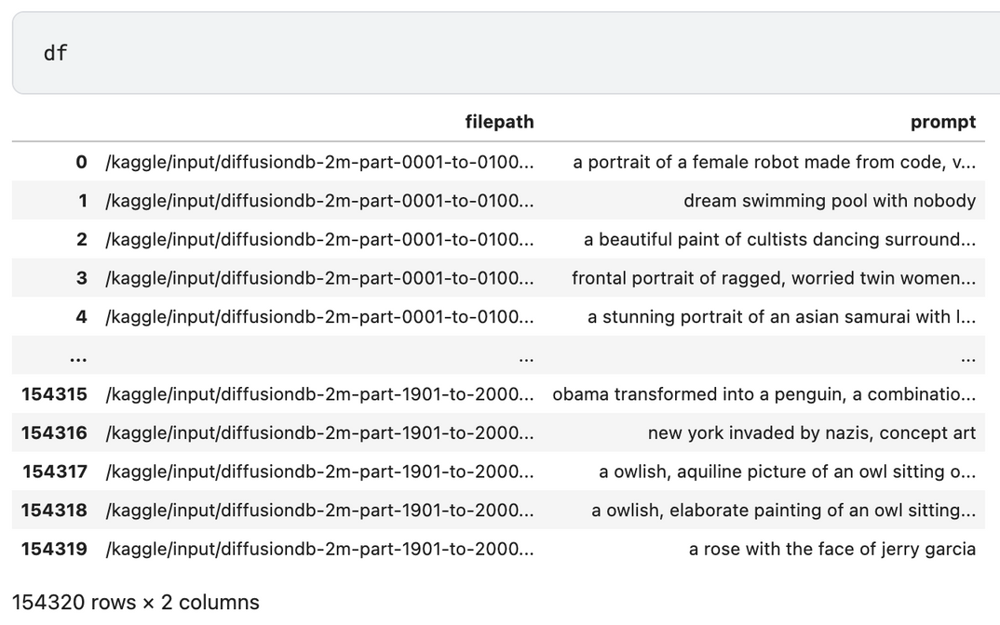 df
filepath prompt
0 /kaggle/input/diffusiondb-2m-part-0001-to-0100... a portrait of a female robot made from code, v...
1 /kaggle/input/diffusiondb-2m-part-0001-to-0100... dream swimming pool with nobody
2 /kaggle/input/diffusiondb-2m-part-0001-to-0100... a beautiful paint of cultists dancing surround...
3 /kaggle/input/diffusiondb-2m-part-0001-to-0100... frontal portrait of ragged, worried twin women...
4 /kaggle/input/diffusiondb-2m-part-0001-to-0100... a stunning portrait of an asian samurai with l...
... ... ...
154315 /kaggle/input/diffusiondb-2m-part-1901-to-2000... obama transformed into a penguin, a combinatio...
154316 /kaggle/input/diffusiondb-2m-part-1901-to-2000... new york invaded by nazis, concept art
154317 /kaggle/input/diffusiondb-2m-part-1901-to-2000... a owlish, aquiline picture of an owl sitting o...
154318 /kaggle/input/diffusiondb-2m-part-1901-to-2000... a owlish, elaborate painting of an owl sitting...
154319 /kaggle/input/diffusiondb-2m-part-1901-to-2000... a rose with the face of jerry garcia
154320 rows × 2 columns